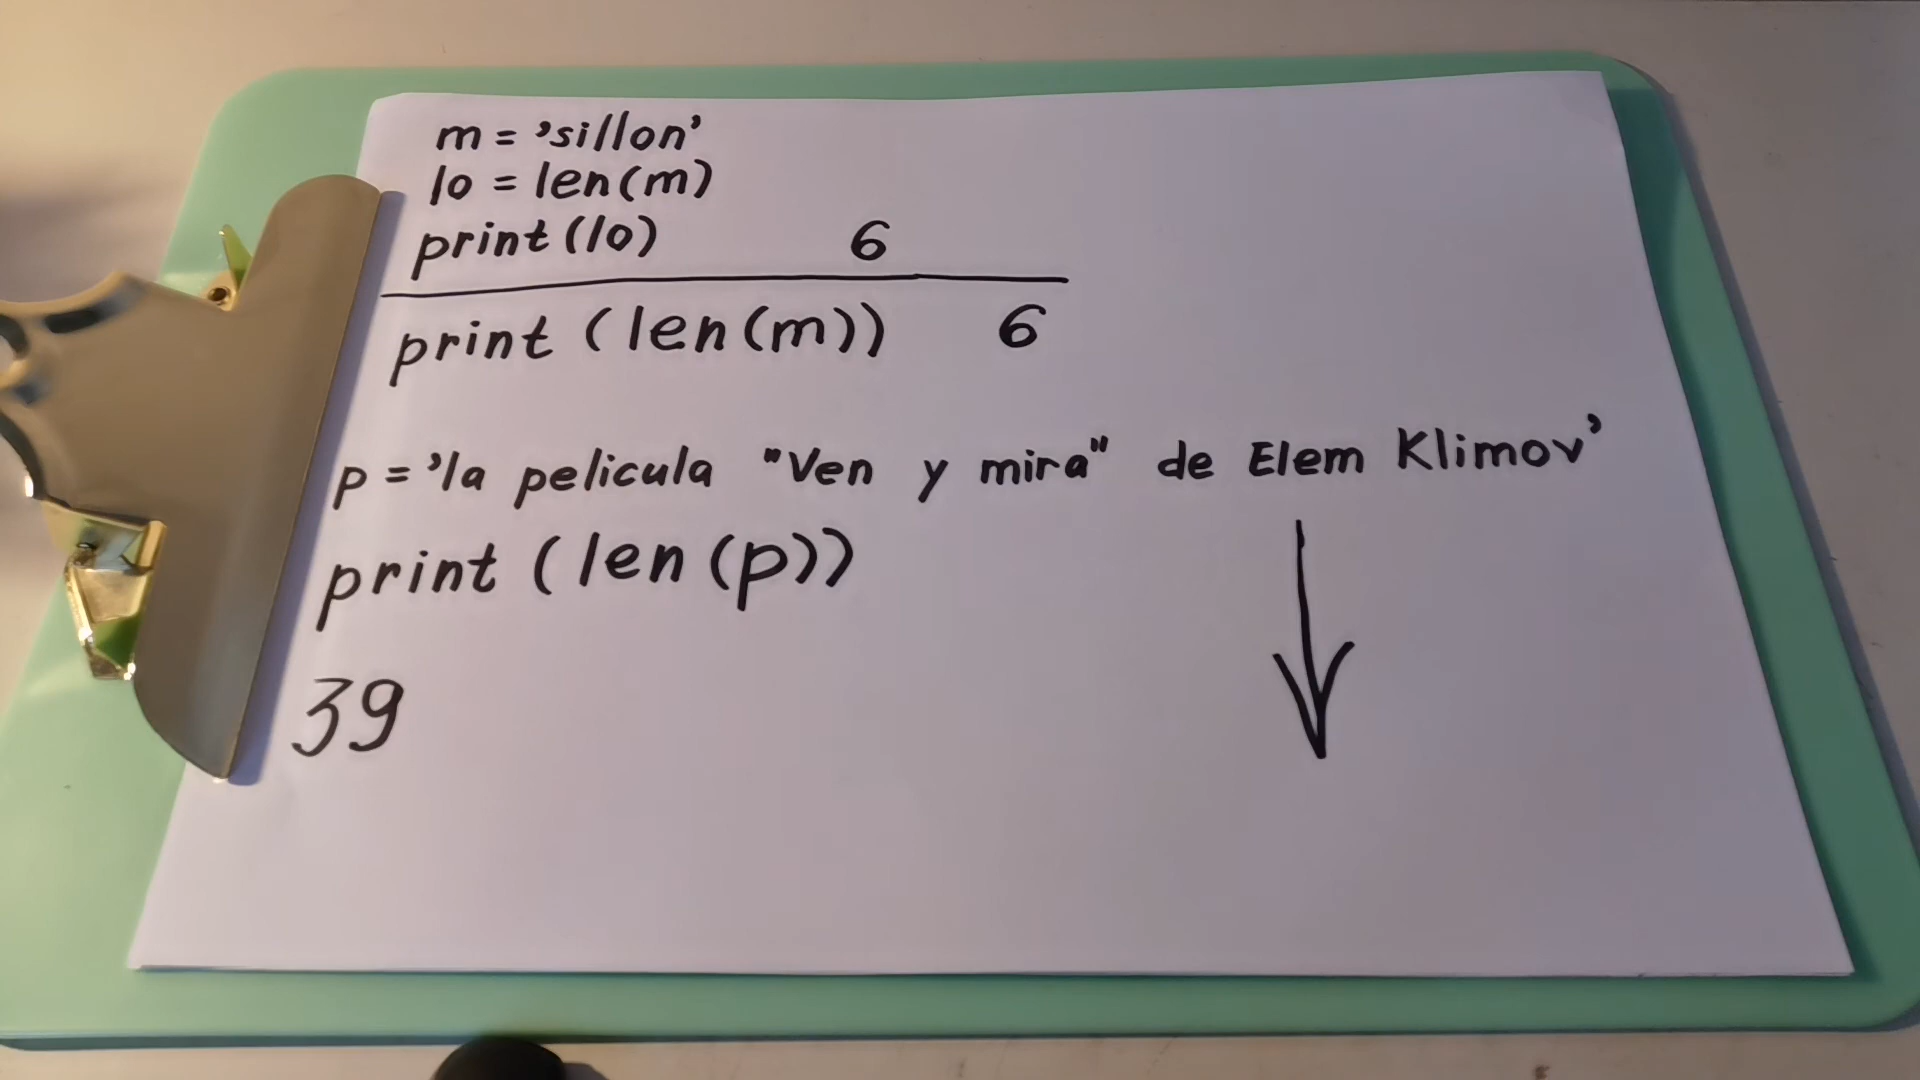 m = ’sillon’
lo = len(m)
print(lo) 6
print (len(m)) 6
p = ’la pelicula "Ven y mira" de Elem Klimov’
print (len(p))
39